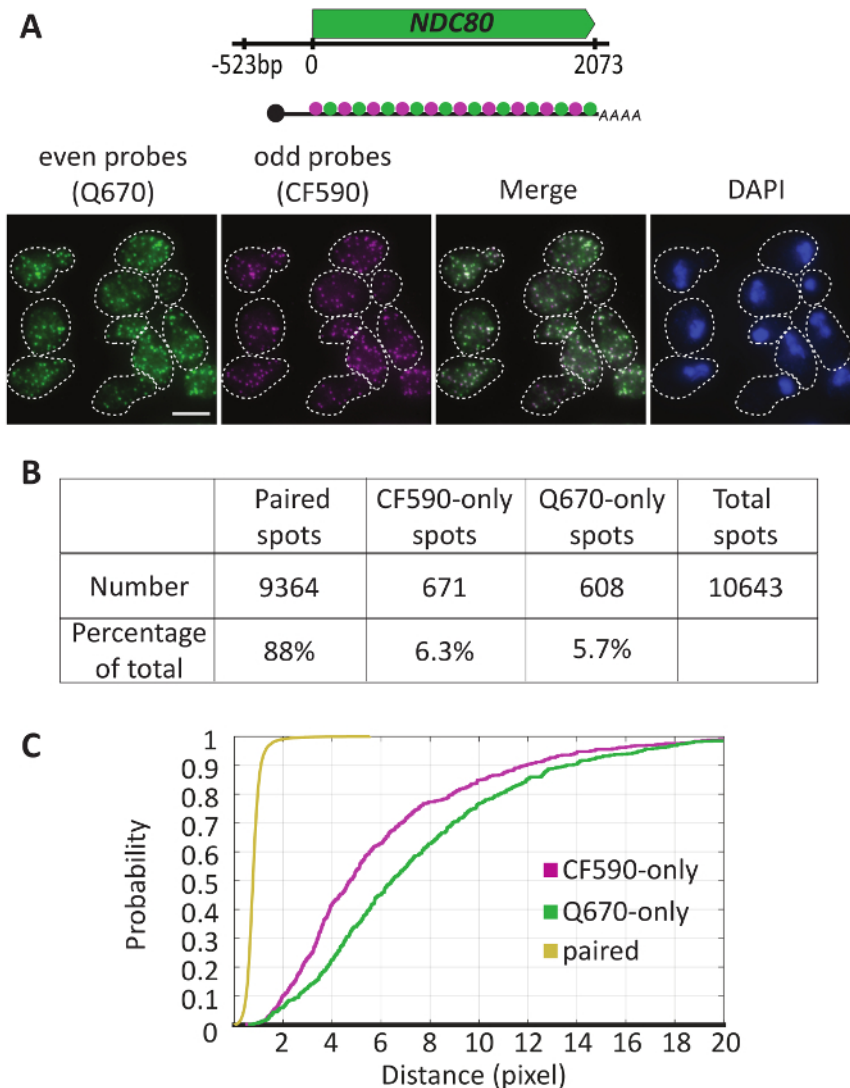 A
NDC80
-523bp 0 2073
AAAA
even probes
(Q670)
odd probes
(CF590)
Merge
DAPI
B
Paired
spots
CF590-only
spots
Q670-only
spots
Total
spots
Number 9364 671 608 10643
Percentage
of total
88% 6.3% 5.7%
C
1
0.9
0.8
0.7
0.6
0.5
0.4
0.3
0.2
0.1
0
Probability
CF590-only
Q670-only
paired
2 4 6 8 10 12 14 16 18 20
Distance (pixel)